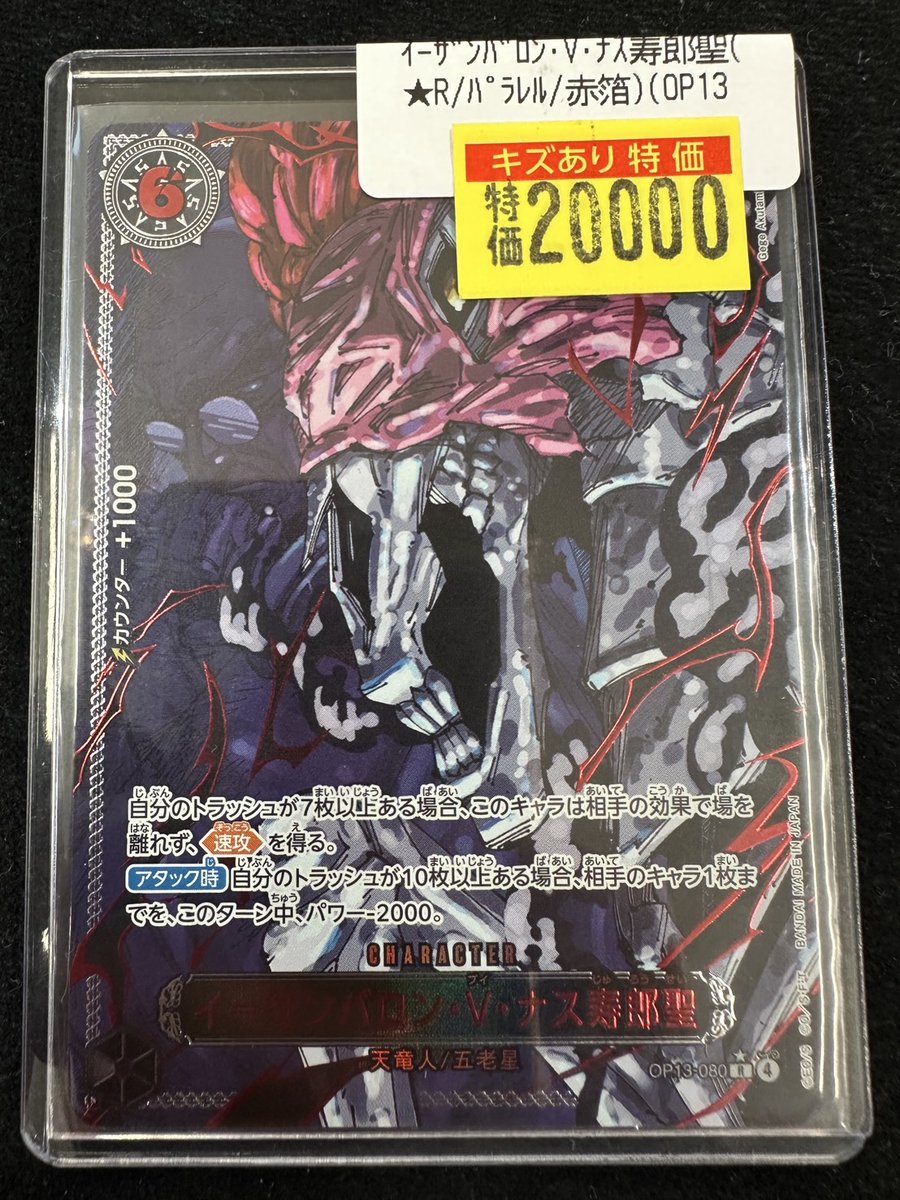 イーザンバロン・V・ナス寿郎聖(
★R/パラレル/赤箔)(OP13
キズあり 特価
特価 20000
6
カウンター +1000
自分のトラッシュが7枚以上ある場合、このキャラは相手の効果で場を
離れず、速攻を得る。
アタック時 自分のトラッシュが10枚以上ある場合、相手のキャラ1枚ま
でを、このターン中、パワー-2000。
CHARACTER
イーザンバロン・V・ナス寿郎聖
天竜人/五老星
OP13-080 R 4
BANDAI MADE IN JAPAN